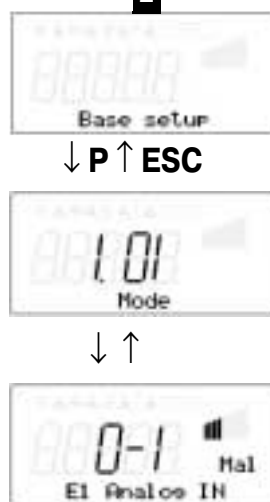 Base setup
↓ P ↑ ESC
1.01
Mode
↓ ↑
0-1
Mal
E1 Analog IN